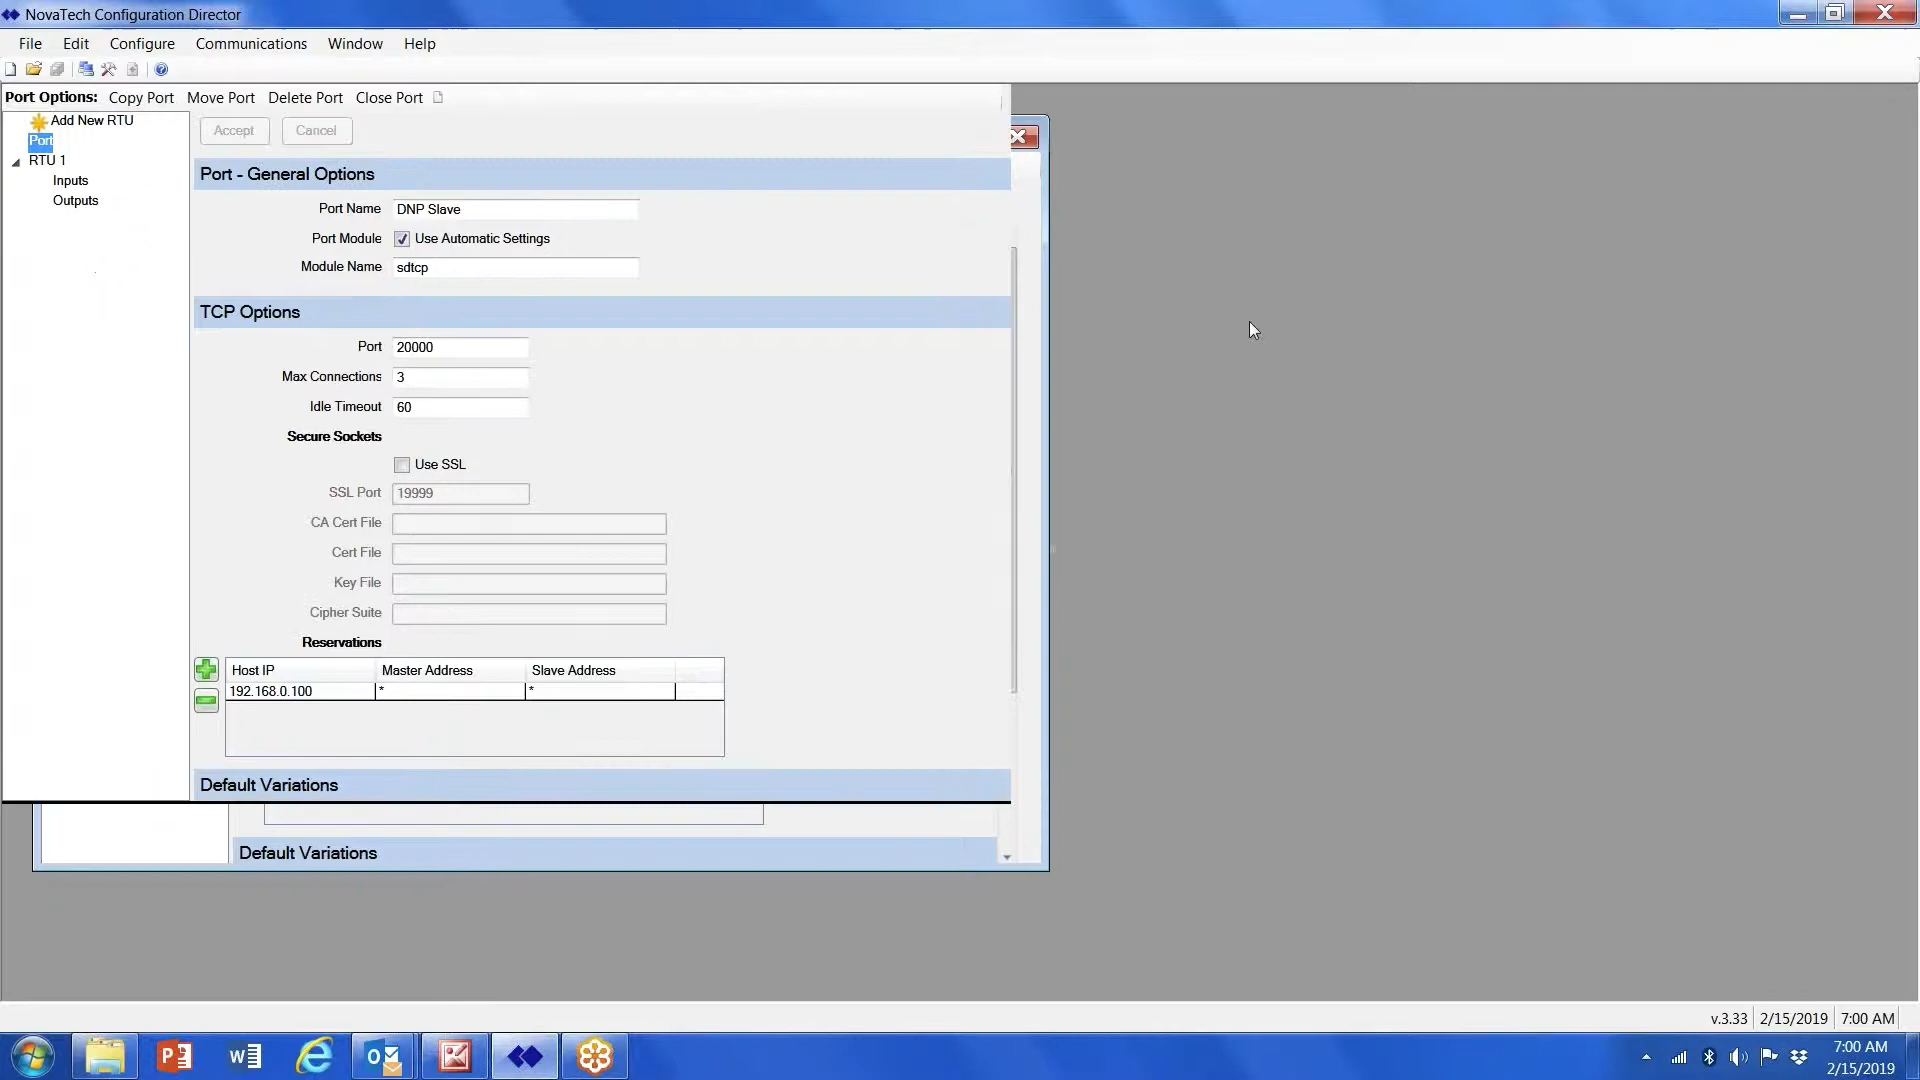 NovaTech Configuration Director
File Edit Configure Communications Window Help
Port Options: Copy Port Move Port Delete Port Close Port
Add New RTU
Port
RTU 1
Inputs
Outputs
Accept Cancel
Port - General Options
Port Name DNP Slave
Port Module Use Automatic Settings
Module Name sdtcp
TCP Options
Port 20000
Max Connections 3
Idle Timeout 60
Secure Sockets
Use SSL
SSL Port 19999
CA Cert File
Cert File
Key File
Cipher Suite
Reservations
Host IP Master Address Slave Address
192.168.0.100 * *
Default Variations
Default Variations
v.3.33 2/15/2019 7:00 AM
7:00 AM
2/15/2019